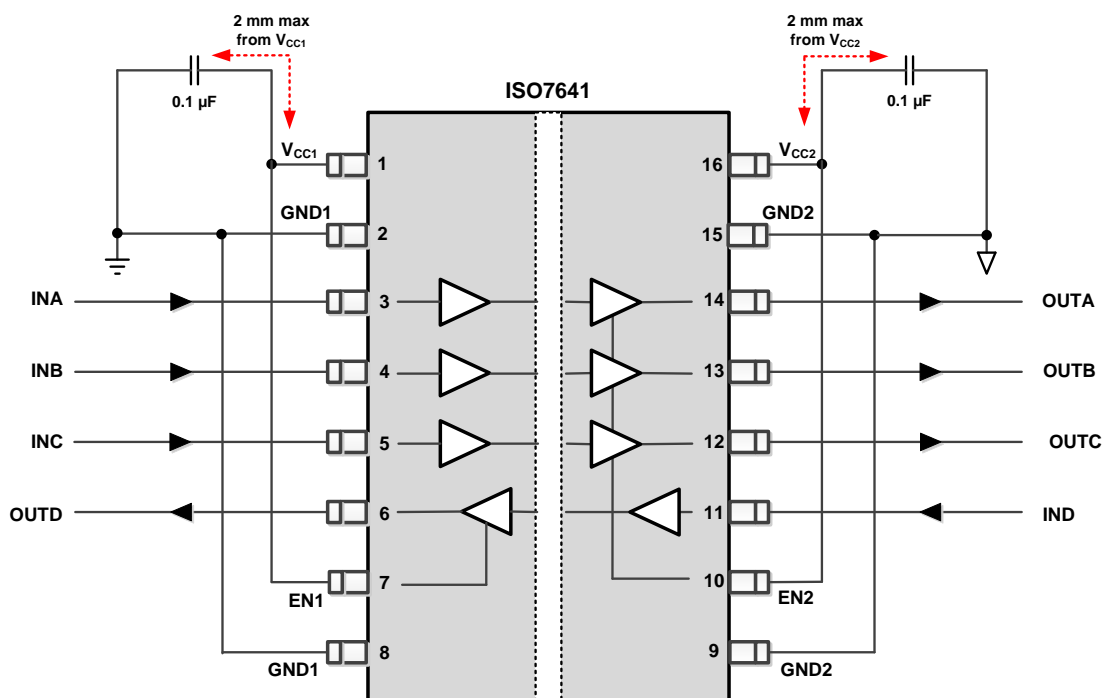 2 mm max
from VCC1
2 mm max
from VCC2
0.1 µF
0.1 µF
ISO7641
VCC1
1
16
VCC2
GND1
2
15
GND2
INA
3
14
OUTA
INB
4
13
OUTB
INC
5
12
OUTC
OUTD
6
11
IND
EN1
7
10
EN2
GND1
8
9
GND2